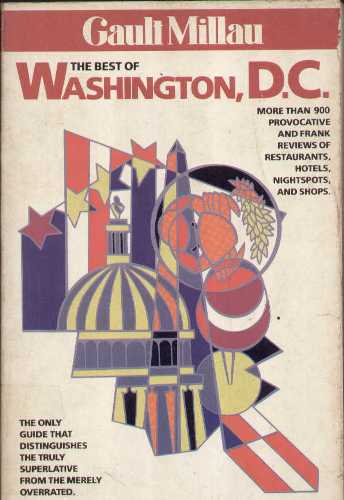 Gault Millau
THE BEST OF
WASHINGTON, D.C.
MORE THAN 900
PROVOCATIVE
AND FRANK
REVIEWS OF
RESTAURANTS,
HOTELS,
NIGHTSPOTS,
AND SHOPS.
THE ONLY
GUIDE THAT
DISTINGUISHES
THE TRULY
SUPERLATIVE
FROM THE MERELY
OVERRATED.